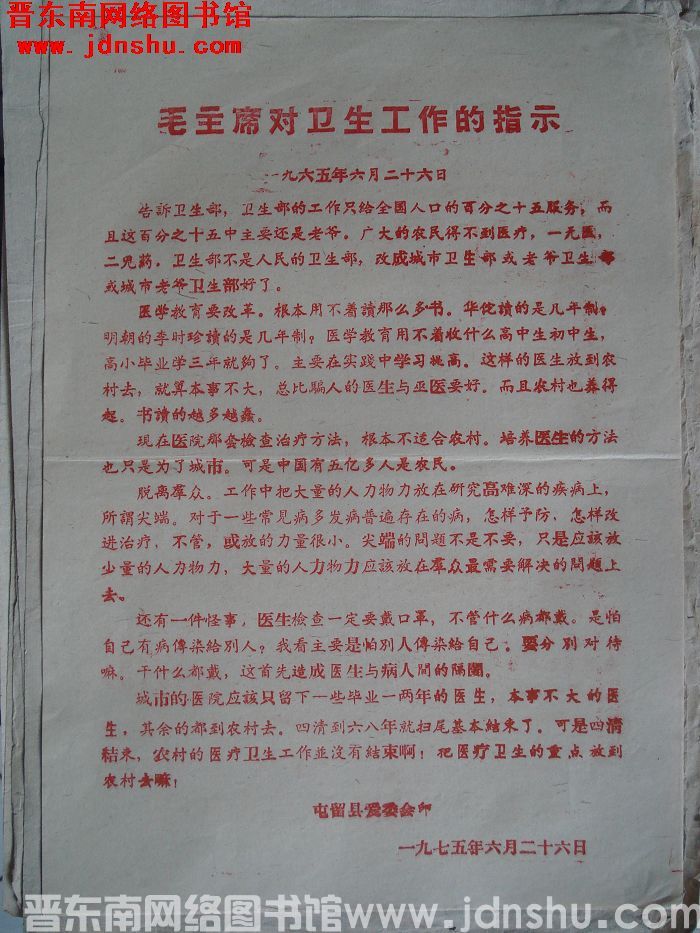 晋东南网络图书馆
www.jdnshu.com
毛主席对卫生工作的指示
一九六五年六月二十六日
告訴卫生部，卫生部的工作只给全国人口的百分之十五服务，而
且这百分之十五中主要还是老爷。广大的农民得不到医疗，一无医，
二无药。卫生部不是人民的卫生部，改成城市卫生部或老爷卫生部
或城市老爷卫生部好了。
医学教育要改革。根本用不着讀那么多书。华佗讀的是几年制？
明朝的李时珍讀的是几年制？医学教育用不着收什么高中生初中生，
高小毕业学三年就夠了。主要在实践中学习提高。这样的医生放到农
村去，就算本事不大，总比騙人的医生与巫医要好。而且农村也养得
起。书讀的越多越蠢。
现在医院那套检查治疗方法，根本不适合农村。培养医生的方法
也只是为了城市。可是中国有五亿多人是农民。
脱离羣众。工作中把大量的人力物力放在研究高难深的疾病上，
所謂尖端。对于一些常见病多发病普遍存在的病，怎样予防，怎样改
进治疗，不管，或放的力量很小。尖端的問題不是不要，只是应該放
少量的人力物力，大量的人力物力应該放在羣众最需要解决的問題上
去。
还有一件怪事，医生检查一定要戴口罩，不管什么病都戴。是怕
自己有病傳染給別人？我看主要是怕別人傳染給自己。要分別对待
嘛。干什么都戴，这首先造成医生与病人間的隔閡。
城市的医院应該只留下一些毕业一两年的医生，本事不大的医
生，其余的都到农村去。四清到六八年就扫尾基本結束了。可是四清
結束，农村的医疗卫生工作並沒有結束啊！把医疗卫生的重点放到
农村去嘛！
屯留县爱委会印
一九七五年六月二十六日
晋东南网络图书馆www.jdnshu.com